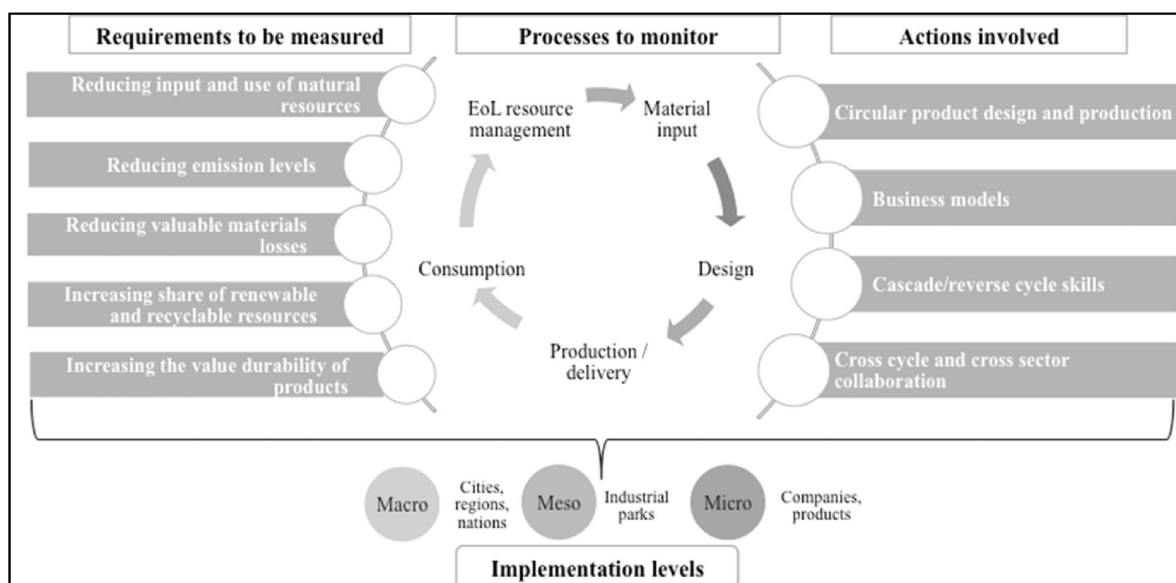 Requirements to be measured
Processes to monitor
Actions involved
Reducing input and use of natural
resources
Reducing emission levels
Reducing valuable materials
losses
Increasing share of renewable
and recyclable resources
Increasing the value durability of
products
EoL resource
management
Material
input
Design
Production /
delivery
Consumption
Circular product design and production
Business models
Cascade/reverse cycle skills
Cross cycle and cross sector
collaboration
Macro
Cities,
regions,
nations
Meso
Industrial
parks
Micro
Companies,
products
Implementation levels